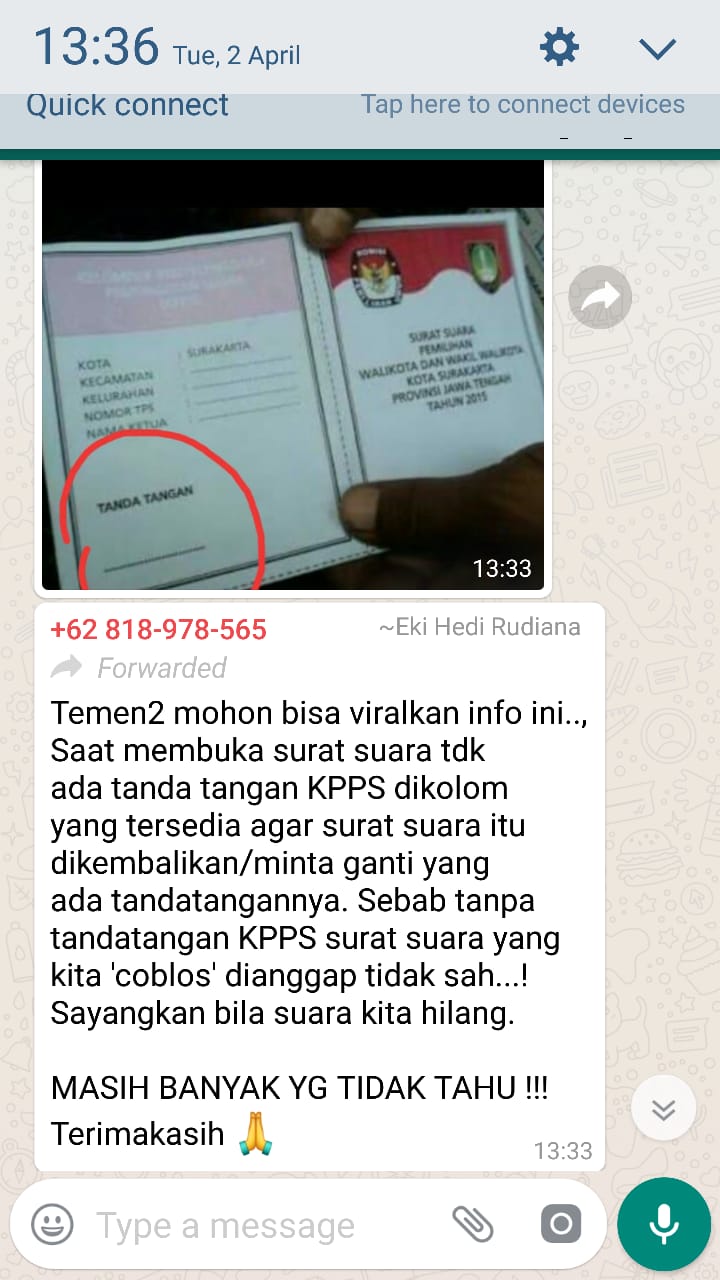 13:36 Tue, 2 April
Quick connect Tap here to connect devices
KOMISI
SURAT SUARA
PEMILIHAN
WALIKOTA DAN WAKIL WALIKOTA
KOTA SURAKARTA
PROVINSI JAWA TENGAH
TAHUN 2015
KOTA : SURAKARTA
KECAMATAN
KELURAHAN
NOMOR TPS
NAMA KETUA
TANDA TANGAN
13:33
+62 818-978-565 ~Eki Hedi Rudiana
Forwarded
Temen2 mohon bisa viralkan info ini..,
Saat membuka surat suara tdk
ada tanda tangan KPPS dikolom
yang tersedia agar surat suara itu
dikembalikan/minta ganti yang
ada tandatangannya. Sebab tanpa
tandatangan KPPS surat suara yang
kita 'coblos' dianggap tidak sah...!
Sayangkan bila suara kita hilang.
MASIH BANYAK YG TIDAK TAHU !!!
Terimakasih 🙏
13:33
Type a message